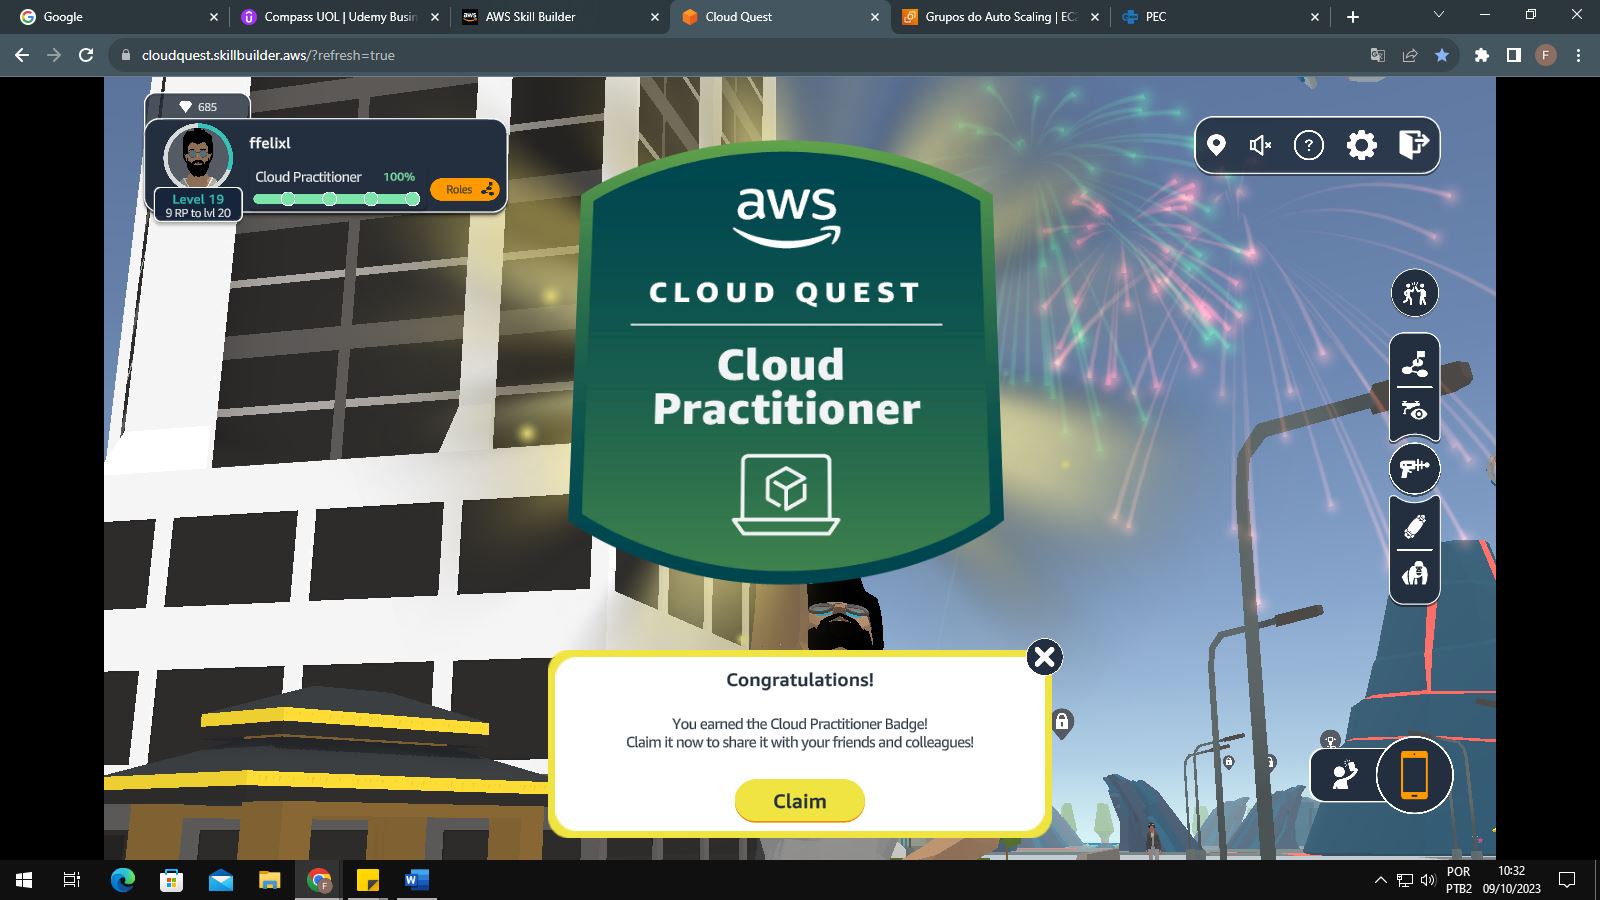 Google
Compass UOL | Udemy Busin
aws
AWS Skill Builder
Cloud Quest
Grupos do Auto Scaling | EC2
PEC
cloudquest.skillbuilder.aws/?refresh=true
F
685
ffelixl
Cloud Practitioner 100%
Roles
Level 19
9 RP to lvl 20
?
aws
CLOUD QUEST
Cloud
Practitioner
Congratulations!
You earned the Cloud Practitioner Badge!
Claim it now to share it with your friends and colleagues!
Claim
POR
PTB2
10:32
09/10/2023